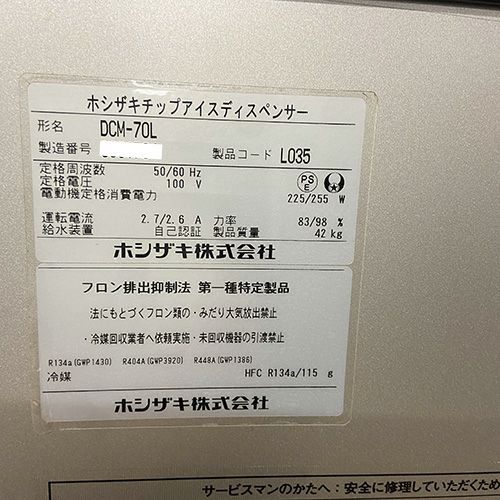 ホシザキチップアイスディスペンサー
形名 DCM-70L
製造番号 製品コード L035
定格周波数 50/60 Hz
定格電圧 100 V
電動機定格消費電力 225/255 W
PSE
運転電流 2.7/2.6 A 力率 83/98 %
給水装置 自己認証 製品質量 42 kg
ホシザキ株式会社
フロン排出抑制法 第一種特定製品
法にもとづくフロン類の・みだり大気放出禁止
・冷媒回収業者へ依頼実施・未回収機器の引渡禁止
R134a(GWP1430) R404A(GWP3920) R448A(GWP1386)
冷媒 HFC R134a/115 g
ホシザキ株式会社
サービスマンのかたへ:安全に修理していただくため